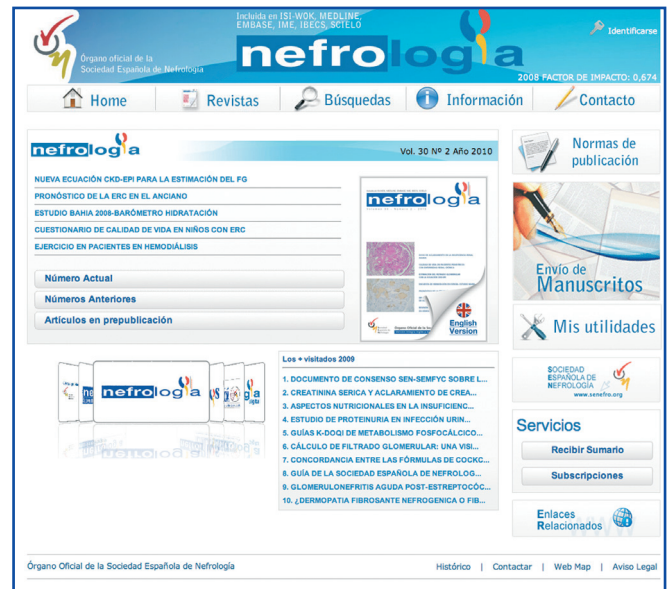 Incluida en ISI-WOK, MEDLINE,
EMBASE, IME, IBECS, SCIELO
nefrología
Órgano oficial de la
Sociedad Española de Nefrología
Identificarse
2008 FACTOR DE IMPACTO: 0,674
Home
Revistas
Búsquedas
Información
Contacto
nefrología
Vol. 30 Nº 2 Año 2010
NUEVA ECUACIÓN CKD-EPI PARA LA ESTIMACIÓN DEL FG
PRONÓSTICO DE LA ERC EN EL ANCIANO
ESTUDIO BAHIA 2008-BARÓMETRO HIDRATACIÓN
CUESTIONARIO DE CALIDAD DE VIDA EN NIÑOS CON ERC
EJERCICIO EN PACIENTES EN HEMODIÁLISIS
Número Actual
Números Anteriores
Artículos en prepublicación
nefrología
English
Version
Normas de
publicación
Envío de
Manuscritos
Mis utilidades
nefrología
Los + visitados 2009
1. DOCUMENTO DE CONSENSO SEN-SEMFYC SOBRE L...
2. CREATININA SERICA Y ACLARAMIENTO DE CREA...
3. ASPECTOS NUTRICIONALES EN LA INSUFICIENC...
4. ESTUDIO DE PROTEINURIA EN INFECCIÓN URIN...
5. GUÍAS K-DOQI DE METABOLISMO FOSFOCÁLCICO...
6. CÁLCULO DE FILTRADO GLOMERULAR: UNA VISI...
7. CONCORDANCIA ENTRE LAS FÓRMULAS DE COCKC...
8. GUÍA DE LA SOCIEDAD ESPAÑOLA DE NEFROLOG...
9. GLOMERULONEFRITIS AGUDA POST-ESTREPTOCÓC...
10. ¿DERMOPATIA FIBROSANTE NEFROGENICA O FIB...
SOCIEDAD
ESPAÑOLA DE
NEFROLOGÍA
www.senefro.org
Servicios
Recibir Sumario
Subscripciones
Enlaces
Relacionados
Órgano Oficial de la Sociedad Española de Nefrología
Histórico | Contactar | Web Map | Aviso Legal